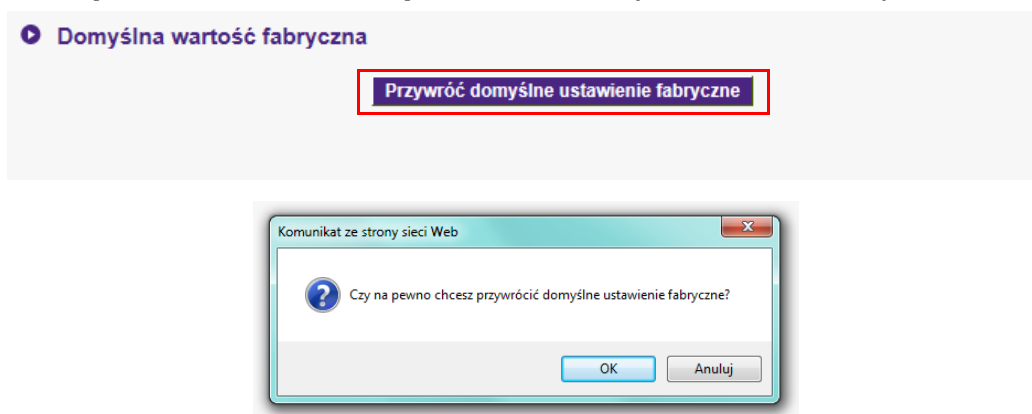 Domyślna wartość fabryczna
Przywróć domyślne ustawienie fabryczne
Komunikat ze strony sieci Web
Czy na pewno chcesz przywrócić domyślne ustawienie fabryczne?
OK Anuluj